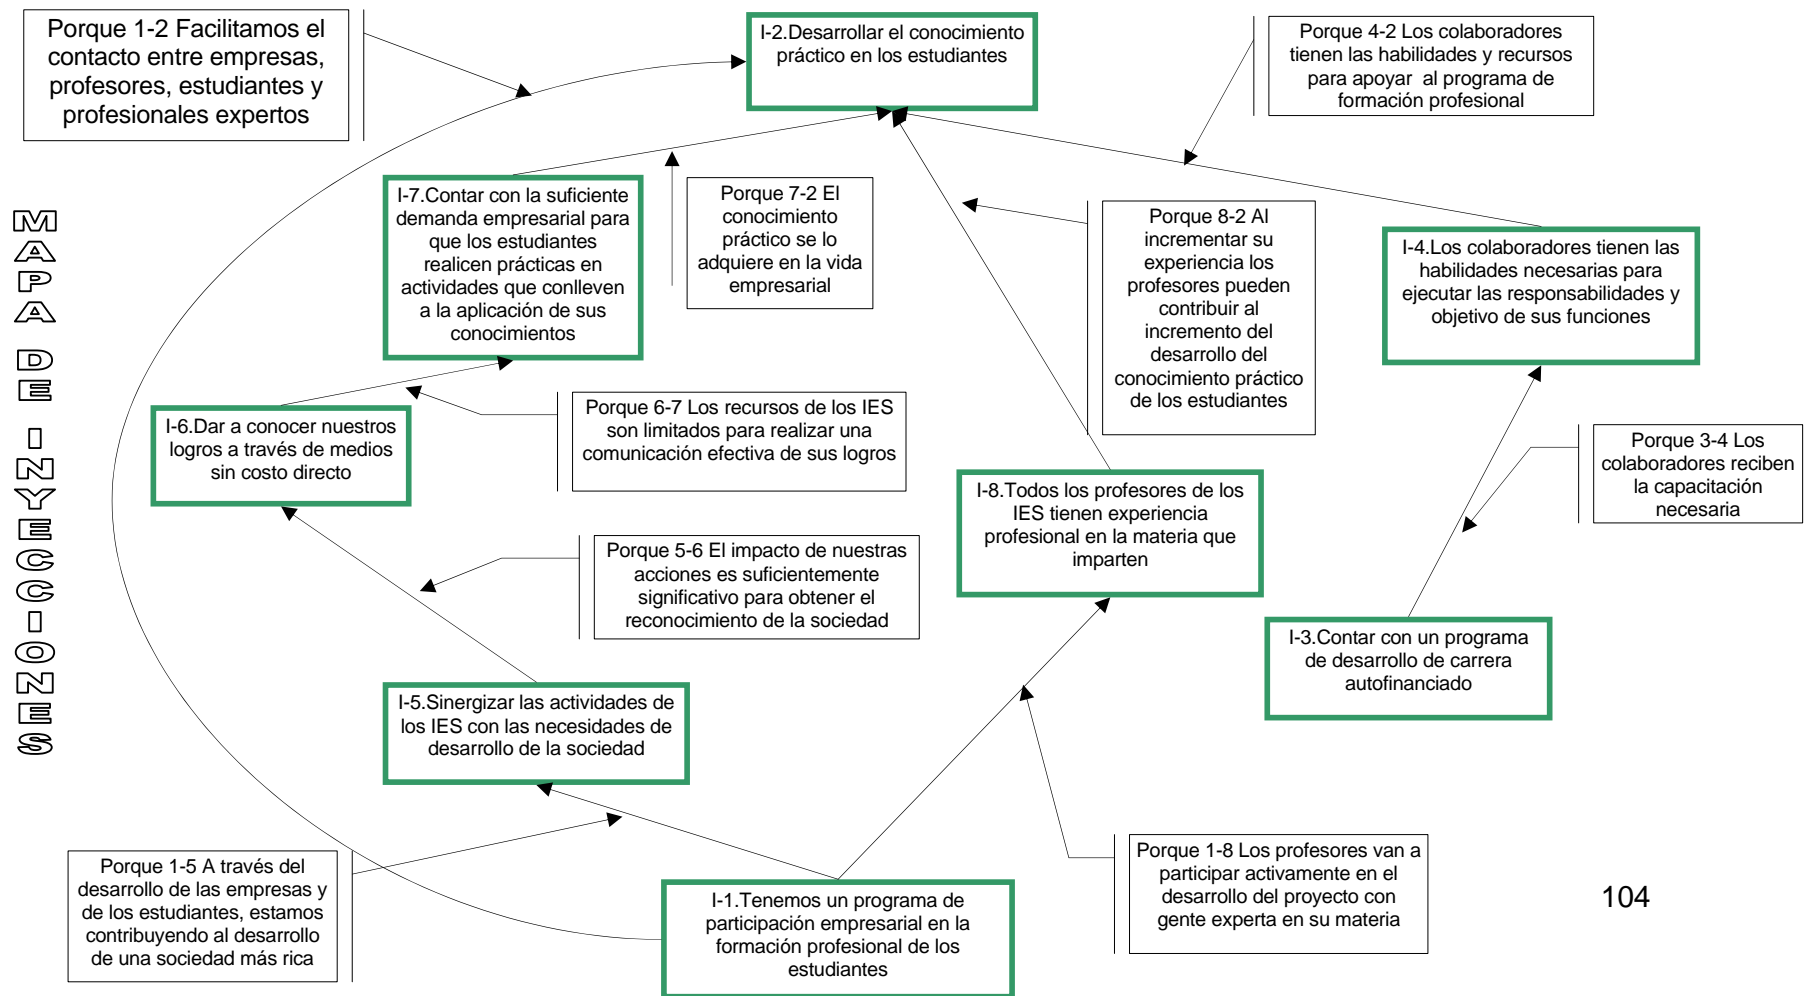 Porque 1-2 Facilitamos el
contacto entre empresas,
profesores, estudiantes y
profesionales expertos
I-2.Desarrollar el conocimiento
práctico en los estudiantes
Porque 4-2 Los colaboradores
tienen las habilidades y recursos
para apoyar al programa de
formación profesional
MAPA DE INYECCIONES
I-7.Contar con la suficiente
demanda empresarial para
que los estudiantes
realicen prácticas en
actividades que conlleven
a la aplicación de sus
conocimientos
Porque 7-2 El
conocimiento
práctico se lo
adquiere en la vida
empresarial
Porque 8-2 Al
incrementar su
experiencia los
profesores pueden
contribuir al
incremento del
desarrollo del
conocimiento práctico
de los estudiantes
I-4.Los colaboradores tienen las
habilidades necesarias para
ejecutar las responsabilidades y
objetivo de sus funciones
I-6.Dar a conocer nuestros
logros a través de medios
sin costo directo
Porque 6-7 Los recursos de los IES
son limitados para realizar una
comunicación efectiva de sus logros
I-8.Todos los profesores de los
IES tienen experiencia
profesional en la materia que
imparten
Porque 3-4 Los
colaboradores reciben
la capacitación
necesaria
Porque 5-6 El impacto de nuestras
acciones es suficientemente
significativo para obtener el
reconocimiento de la sociedad
I-3.Contar con un programa
de desarrollo de carrera
autofinanciado
I-5.Sinergizar las actividades de
los IES con las necesidades de
desarrollo de la sociedad
Porque 1-5 A través del
desarrollo de las empresas y
de los estudiantes, estamos
contribuyendo al desarrollo
de una sociedad más rica
I-1.Tenemos un programa de
participación empresarial en la
formación profesional de los
estudiantes
Porque 1-8 Los profesores van a
participar activamente en el
desarrollo del proyecto con
gente experta en su materia
104